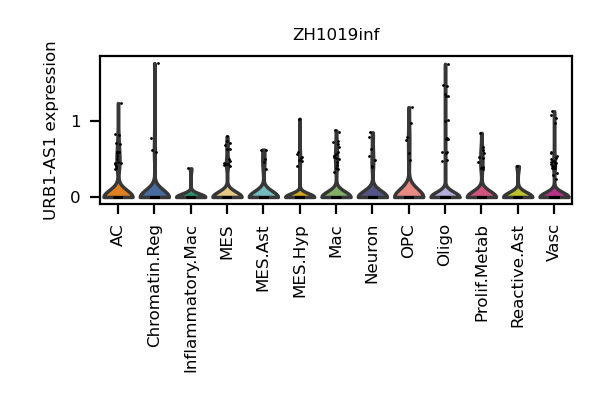 ZH1019inf
URB1-AS1 expression
1
0
AC
Chromatin.Reg
Inflammatory.Mac
MES
MES.Ast
MES.Hyp
Mac
Neuron
OPC
Oligo
Prolif.Metab
Reactive.Ast
Vasc